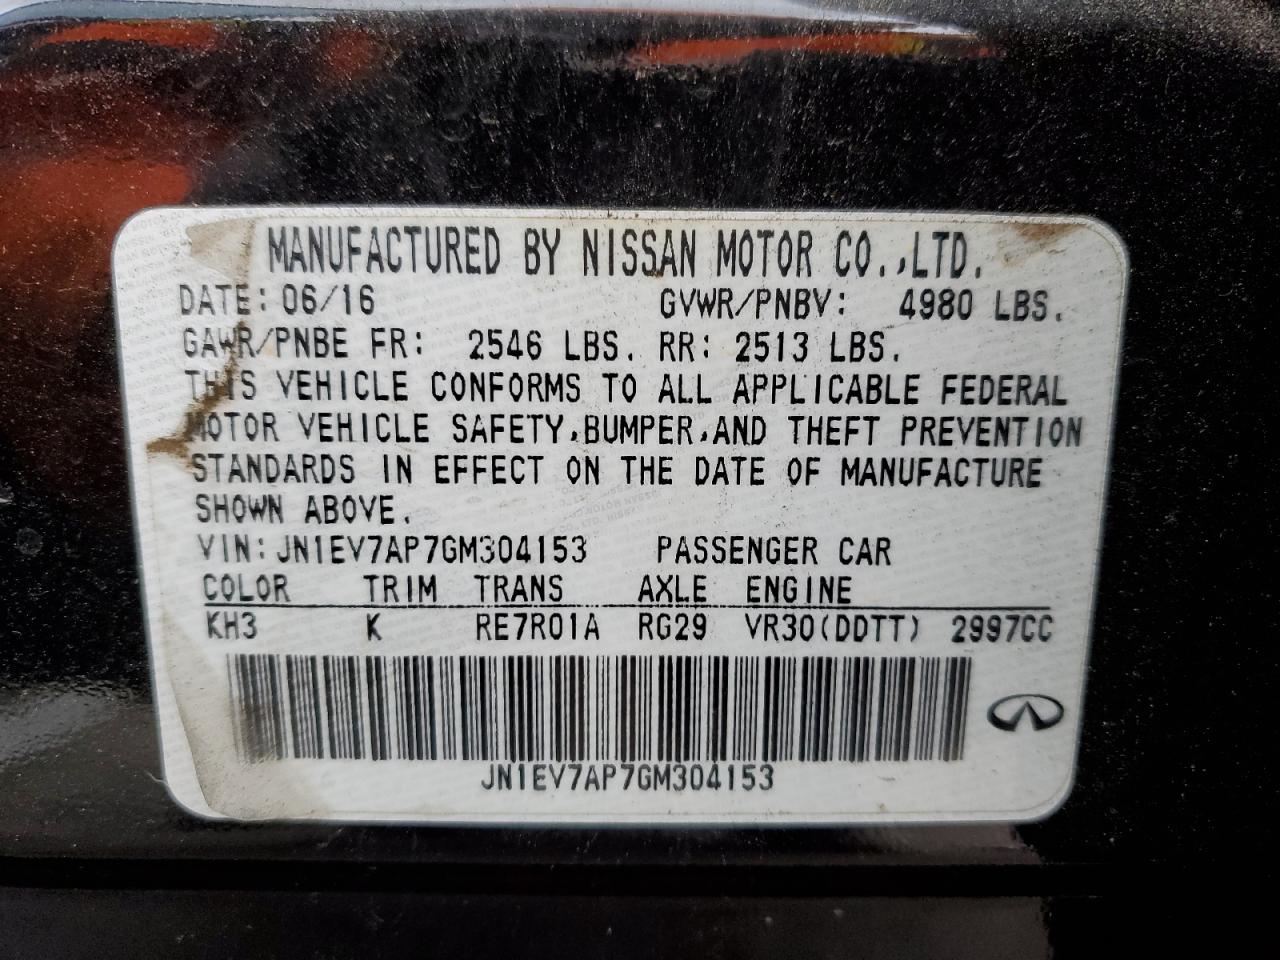 MANUFACTURED BY NISSAN MOTOR CO.,LTD.
DATE: 06/16 GVWR/PNBV: 4980 LBS.
GAWR/PNBE FR: 2546 LBS. RR: 2513 LBS.
THIS VEHICLE CONFORMS TO ALL APPLICABLE FEDERAL
MOTOR VEHICLE SAFETY,BUMPER,AND THEFT PREVENTION
STANDARDS IN EFFECT ON THE DATE OF MANUFACTURE
SHOWN ABOVE.
VIN: JN1EV7AP7GM304153 PASSENGER CAR
COLOR TRIM TRANS AXLE ENGINE
KH3 K RE7R01A RG29 VR30(DDTT) 2997CC
JN1EV7AP7GM304153